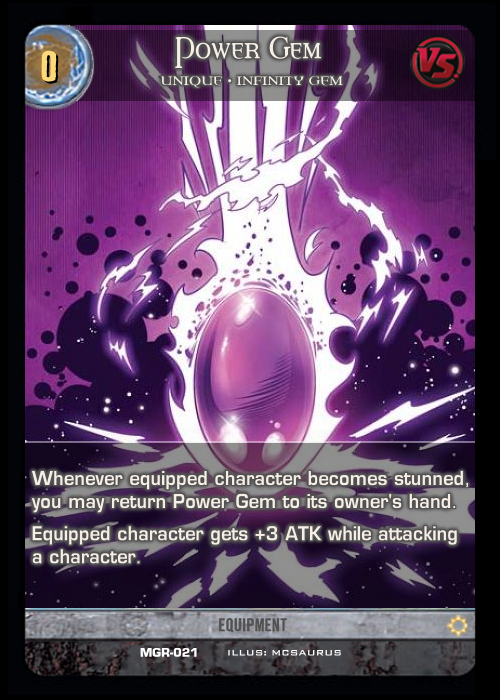 0
Power Gem
VS.
Unique • Infinity Gem
Whenever equipped character becomes stunned,
you may return Power Gem to its owner's hand.
Equipped character gets +3 ATK while attacking
a character.
EQUIPMENT
MGR-021 ILLUS: MCSAURUS